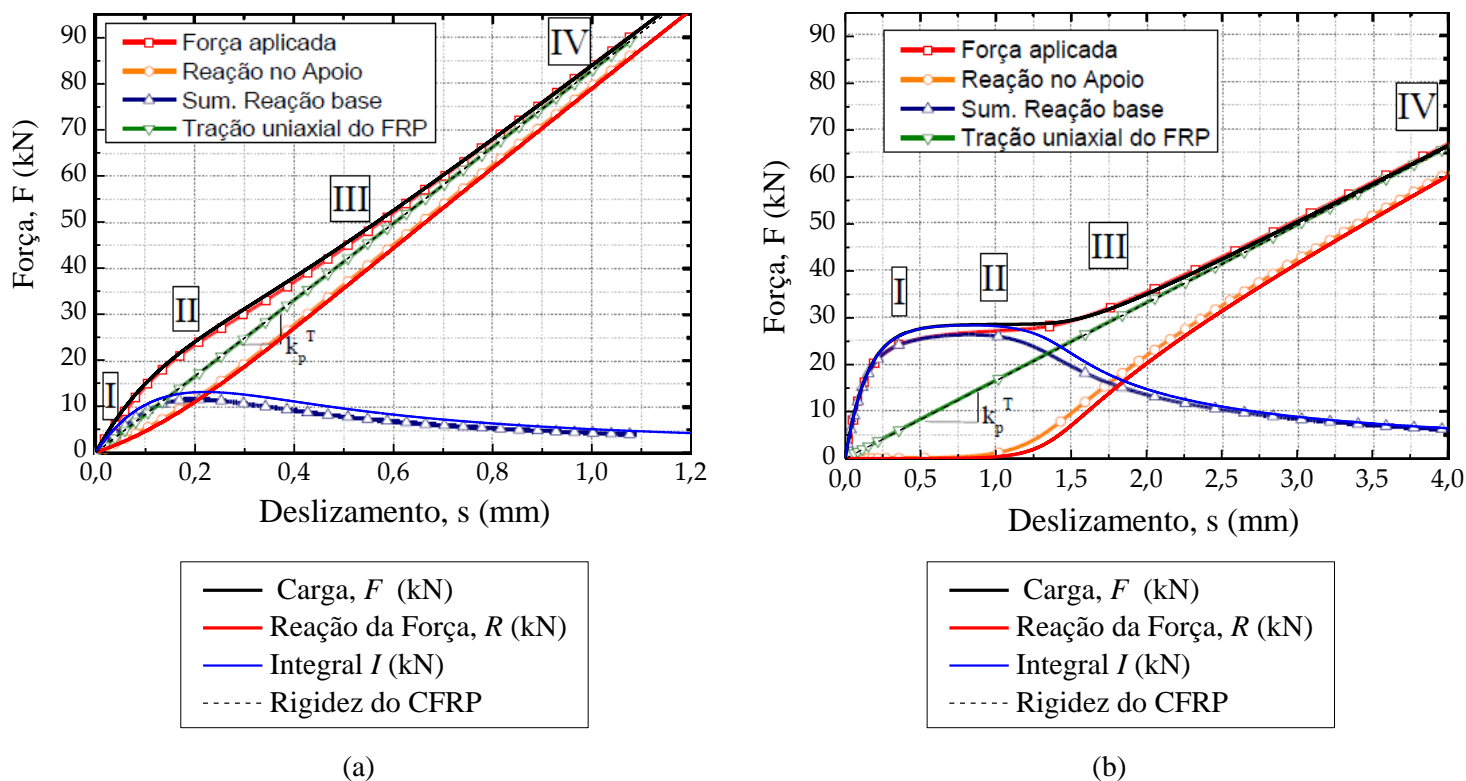 Força, F (kN)
90
80
70
60
50
40
30
20
10
0
Força aplicada
Reação no Apoio
Sum. Reação base
Tração uniaxial do FRP
I
II
III
IV
k_p^T
0,0 0,2 0,4 0,6 0,8 1,0 1,2
Deslizamento, s (mm)
Carga, F (kN)
Reação da Força, R (kN)
Integral I (kN)
Rigidez do CFRP
(a)
Força, F (kN)
90
80
70
60
50
40
30
20
10
0
Força aplicada
Reação no Apoio
Sum. Reação base
Tração uniaxial do FRP
I
II
III
IV
k_p^T
0,0 0,5 1,0 1,5 2,0 2,5 3,0 3,5 4,0
Deslizamento, s (mm)
Carga, F (kN)
Reação da Força, R (kN)
Integral I (kN)
Rigidez do CFRP
(b)